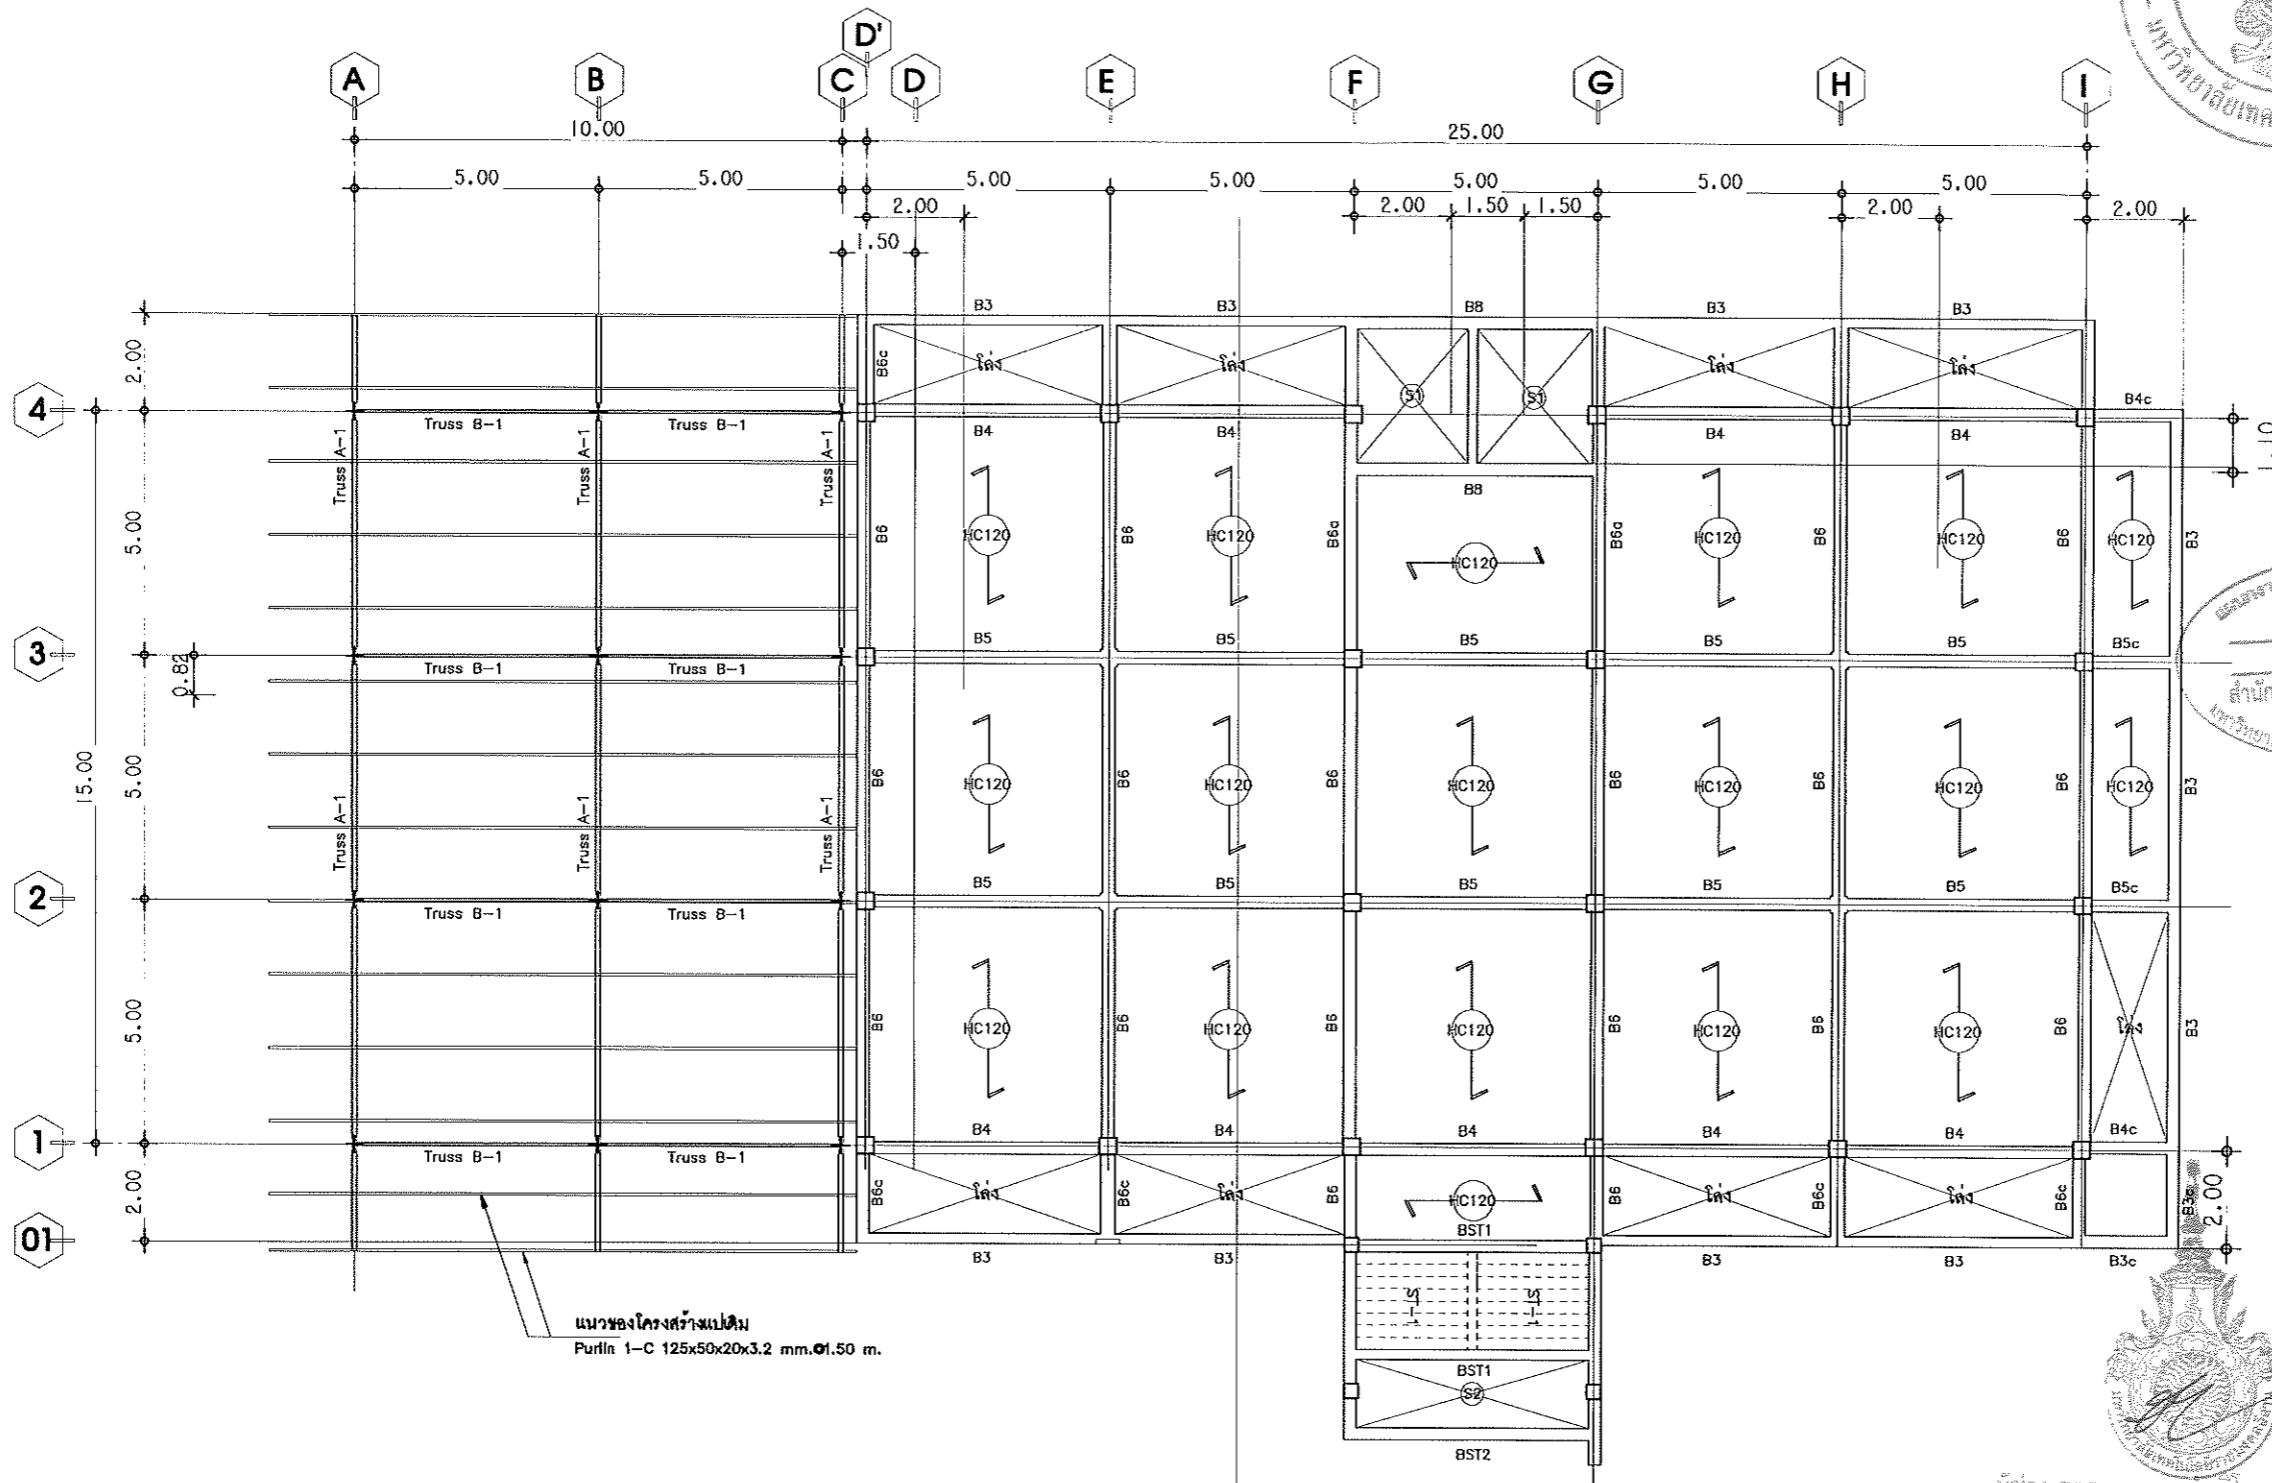 D'
A B C D E F G H I
10.00 25.00
5.00 5.00 5.00 5.00 5.00 5.00 5.00
2.00 2.00 1.50 1.50 2.00 2.00
1.50
B3 B3 B8 B3 B3
2.00 B6c โล่ง โล่ง S1 S1 โล่ง โล่ง
4 Truss B-1 Truss B-1 B4 B4 B4 B4 B4c
1.10
Truss A-1 Truss A-1 Truss A-1 B8
5.00 B6 HC120 B6 HC120 B6a HC120 B6a HC120 B6 HC120 B6 HC120 B3
B5 B5 B5 B5 B5 B5c
3 Truss B-1 Truss B-1
0.82
15.00 5.00 B6 HC120 B6 HC120 B6 HC120 B6 HC120 B6 HC120 B6 HC120 B3
Truss A-1 Truss A-1 Truss A-1
B5 B5 B5 B5 B5 B5c
2 Truss B-1 Truss B-1
5.00 B6 HC120 B6 HC120 B6 HC120 B6 HC120 B6 HC120 B6 โล่ง B3
B4 B4 B4 B4 B4 B4c
1 Truss B-1 Truss B-1
2.00 B6c โล่ง B6c โล่ง B6 HC120 B6 โล่ง B6c โล่ง B6c B3c 2.00
BST1
01 B3 B3 B3 B3 B3c
ST-1 ST-1
แนวของโครงสร้างแปเดิม
Purlin 1-C 125x50x20x3.2 mm.@1.50 m.
BST1
S2
BST2